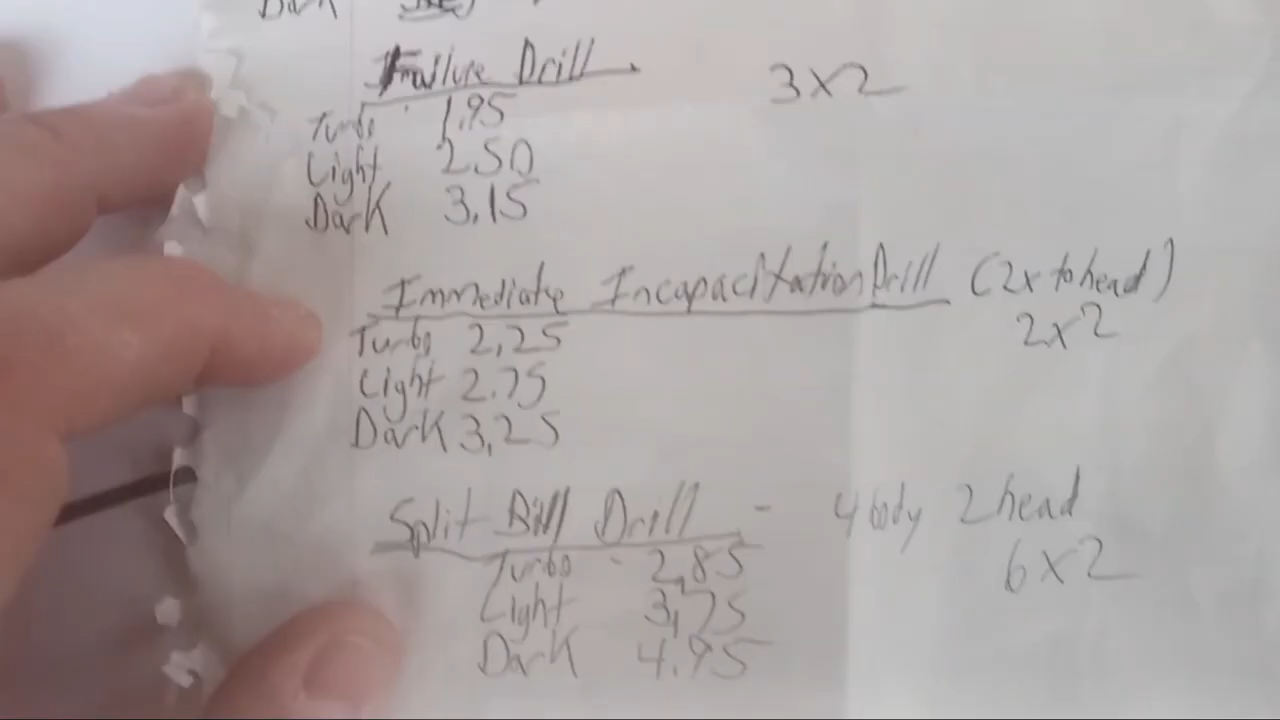 Dark
Failure Drill 3x2
Turbo 1.95
Light 2.50
Dark 3.15
Immediate Incapacitation Drill (2x to head)
2x2
Turbo 2,25
Light 2.75
Dark 3,25
Split Bill Drill - 4 body 2 head
6x2
Turbo - 2,85
Light 3,75
Dark 4.95